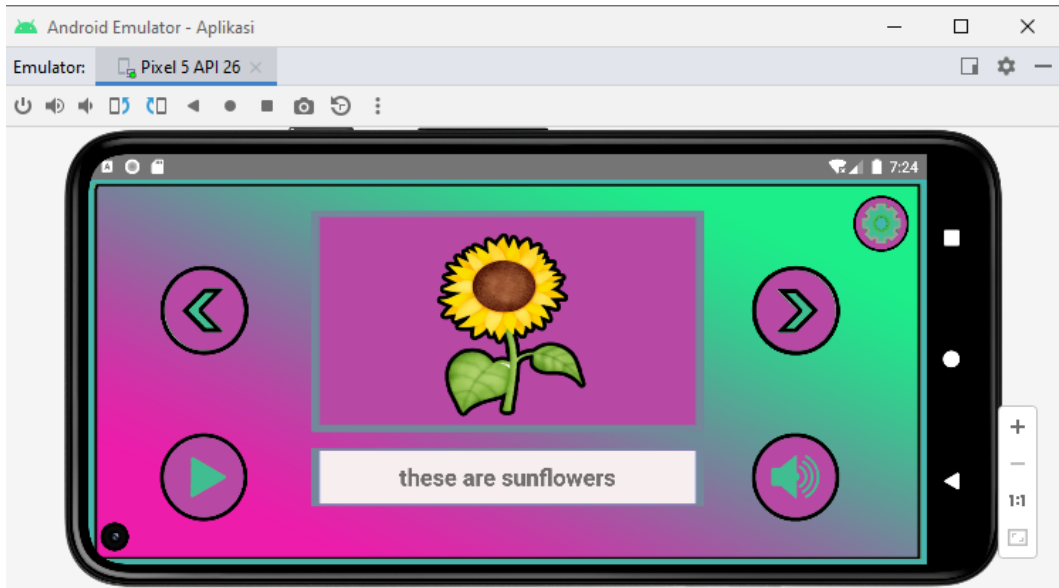 Android Emulator - Aplikasi
Emulator: Pixel 5 API 26
A 7:24
these are sunflowers
1:1